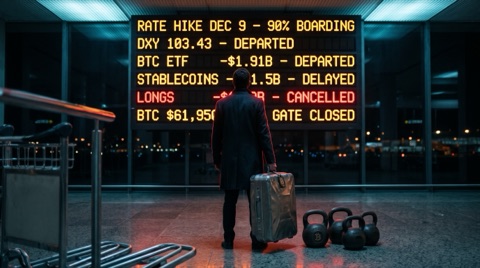 RATE HIKE DEC 9 - 90% BOARDING
DXY 103.43 - DEPARTED
BTC ETF -$1.91B - DEPARTED
STABLECOINS 1.5B - DELAYED
LONGS -$ B - CANCELLED
BTC $61,950 GATE CLOSED